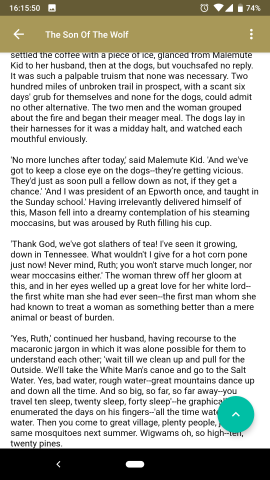 16:15:50
74%
The Son Of The Wolf
settled the coffee with a piece of ice, glanced from Malemute
Kid to her husband, then at the dogs, but vouchsafed no reply.
It was such a palpable truism that none was necessary. Two
hundred miles of unbroken trail in prospect, with a scant six
days' grub for themselves and none for the dogs, could admit
no other alternative. The two men and the woman grouped
about the fire and began their meager meal. The dogs lay in
their harnesses for it was a midday halt, and watched each
mouthful enviously.
'No more lunches after today,' said Malemute Kid. 'And we've
got to keep a close eye on the dogs--they're getting vicious.
They'd just as soon pull a fellow down as not, if they get a
chance.' 'And I was president of an Epworth once, and taught in
the Sunday school.' Having irrelevantly delivered himself of
this, Mason fell into a dreamy contemplation of his steaming
moccasins, but was aroused by Ruth filling his cup.
'Thank God, we've got slathers of tea! I've seen it growing,
down in Tennessee. What wouldn't I give for a hot corn pone
just now! Never mind, Ruth; you won't starve much longer, nor
wear moccasins either.' The woman threw off her gloom at
this, and in her eyes welled up a great love for her white lord--
the first white man she had ever seen--the first man whom she
had known to treat a woman as something better than a mere
animal or beast of burden.
'Yes, Ruth,' continued her husband, having recourse to the
macaronic jargon in which it was alone possible for them to
understand each other; 'wait till we clean up and pull for the
Outside. We'll take the White Man's canoe and go to the Salt
Water. Yes, bad water, rough water--great mountains dance up
and down all the time. And so big, so far, so far away--you
travel ten sleep, twenty sleep, forty sleep'--he graphically
enumerated the days on his fingers--'all the time water
water. Then you come to great village, plenty people,
same mosquitoes next summer. Wigwams oh, so high--ten,
twenty pines.